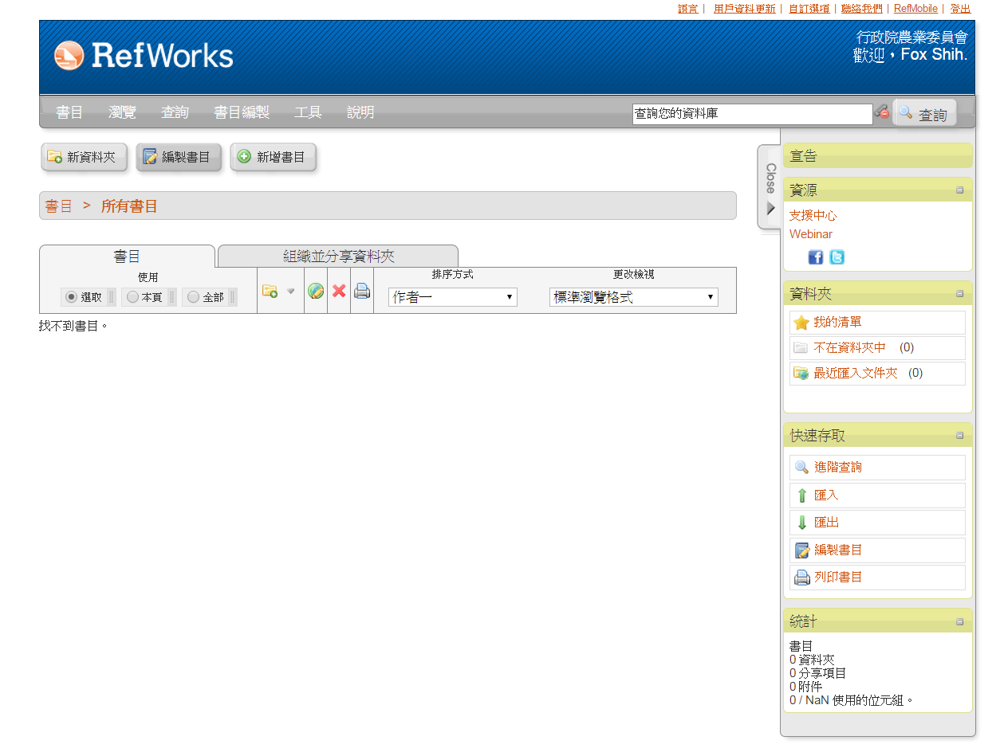 語言 | 用戶資料更新 | 自訂選項 | 聯絡我們 | RefMobile | 登出
RefWorks
行政院農業委員會
歡迎，Fox Shih.
書目 瀏覽 查詢 書目編製 工具 說明
查詢您的資料庫 查詢
新資料夾 編製書目 新增書目
Close
書目 > 所有書目
書目 組織並分享資料夾
使用 排序方式 更改檢視
選取 本頁 全部 作者一 標準瀏覽格式
找不到書目。
宣告
資源
支援中心
Webinar
資料夾
我的清單
不在資料夾中 (0)
最近匯入文件夾 (0)
快速存取
進階查詢
匯入
匯出
編製書目
列印書目
統計
書目
0 資料夾
0 分享項目
0 附件
0 / NaN 使用的位元組。